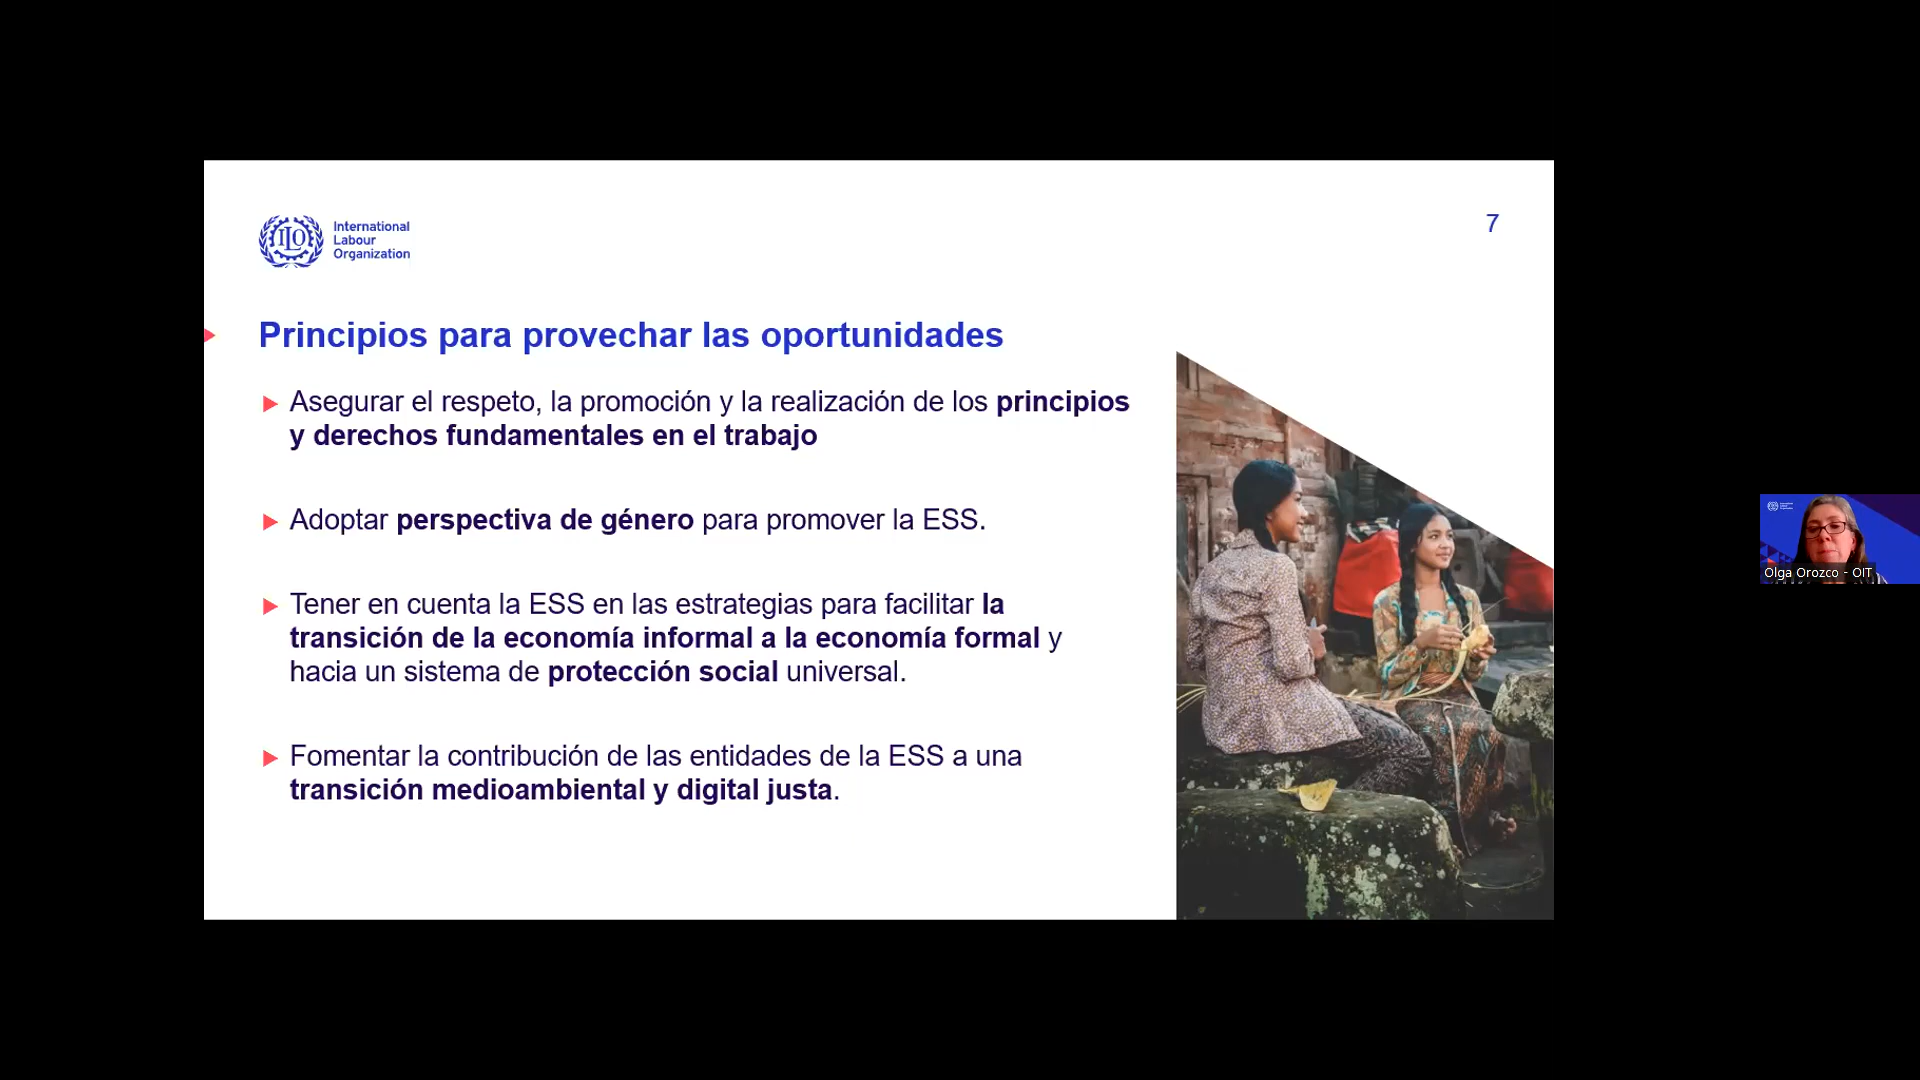 ILO
International
Labour
Organization
7
Principios para provechar las oportunidades
Asegurar el respeto, la promoción y la realización de los principios
y derechos fundamentales en el trabajo
Adoptar perspectiva de género para promover la ESS.
Tener en cuenta la ESS en las estrategias para facilitar la
transición de la economía informal a la economía formal y
hacia un sistema de protección social universal.
Fomentar la contribución de las entidades de la ESS a una
transición medioambiental y digital justa.
Olga Orozco - OIT